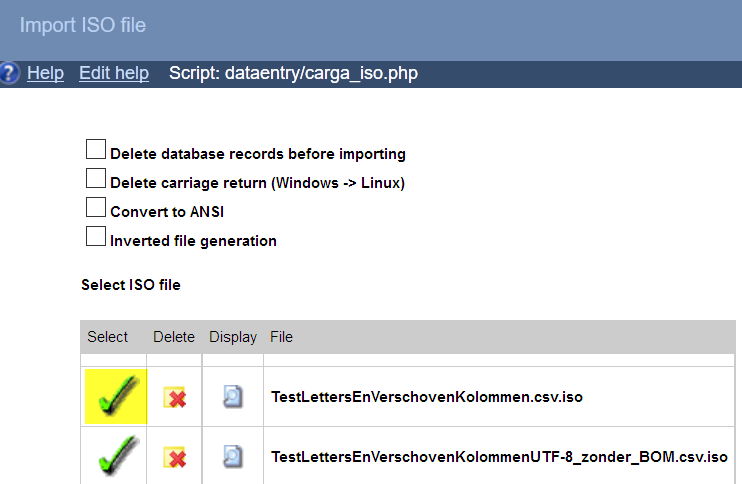 Import ISO file
? Help Edit help Script: dataentry/carga_iso.php
Delete database records before importing
Delete carriage return (Windows -> Linux)
Convert to ANSI
Inverted file generation
Select ISO file
Select Delete Display File
TestLettersEnVerschovenKolommen.csv.iso
TestLettersEnVerschovenKolommenUTF-8_zonder_BOM.csv.iso